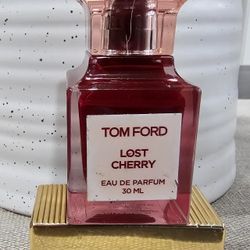 TOM FORD
LOST
CHERRY
EAU DE PARFUM
30 ML